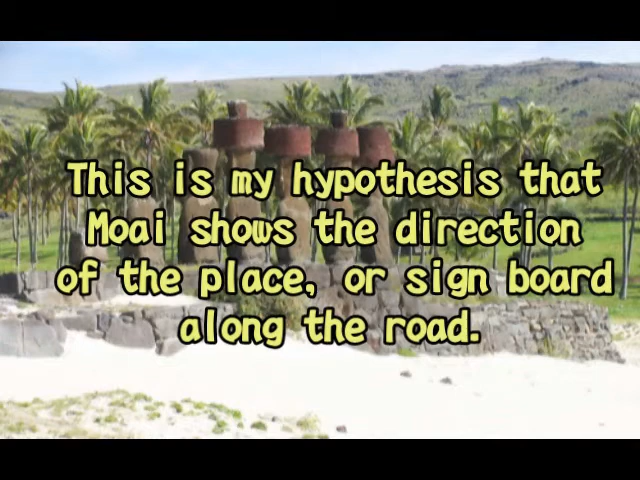 This is my hypothesis that
Moai shows the direction
of the place, or sign board
along the road.